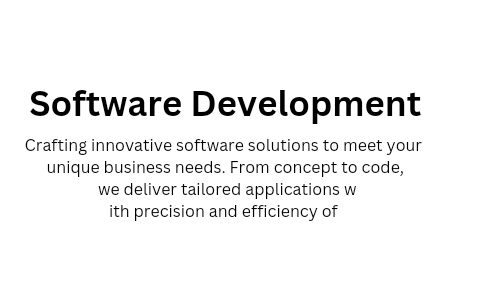 Software Development
Crafting innovative software solutions to meet your
unique business needs. From concept to code,
we deliver tailored applications w
ith precision and efficiency of